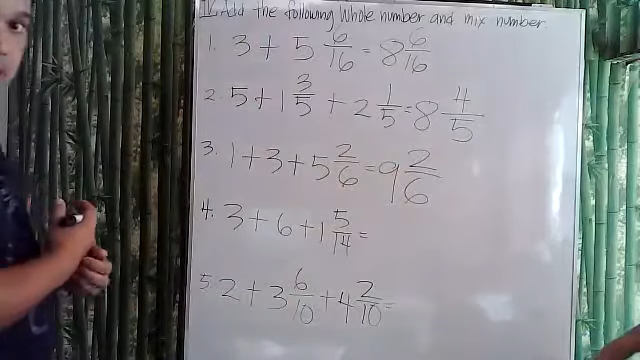 IV. Add the following whole number and mix number.
1. 3 + 5 6/16 = 8 6/16
2. 5 + 1 3/5 + 2 1/5 = 8 4/5
3. 1 + 3 + 5 2/6 = 9 2/6
4. 3 + 6 + 1 5/14 =
5. 2 + 3 6/10 + 4 2/10 =